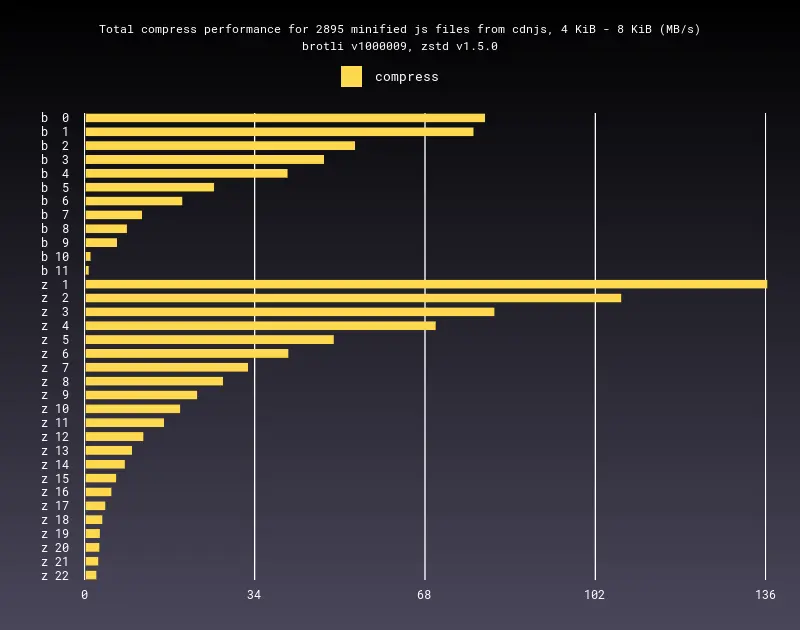 Total compress performance for 2895 minified js files from cdnjs, 4 KiB - 8 KiB (MB/s)
brotli v1000009, zstd v1.5.0
compress
b 0
b 1
b 2
b 3
b 4
b 5
b 6
b 7
b 8
b 9
b 10
b 11
z 1
z 2
z 3
z 4
z 5
z 6
z 7
z 8
z 9
z 10
z 11
z 12
z 13
z 14
z 15
z 16
z 17
z 18
z 19
z 20
z 21
z 22
0 34 68 102 136